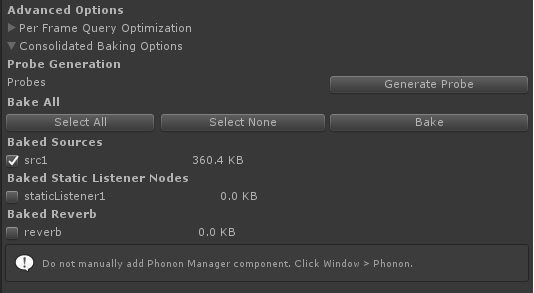 Advanced Options
Per Frame Query Optimization
Consolidated Baking Options
Probe Generation
Probes Generate Probe
Bake All
Select All Select None Bake
Baked Sources
src1 360.4 KB
Baked Static Listener Nodes
staticListener1 0.0 KB
Baked Reverb
reverb 0.0 KB
Do not manually add Phonon Manager component. Click Window > Phonon.